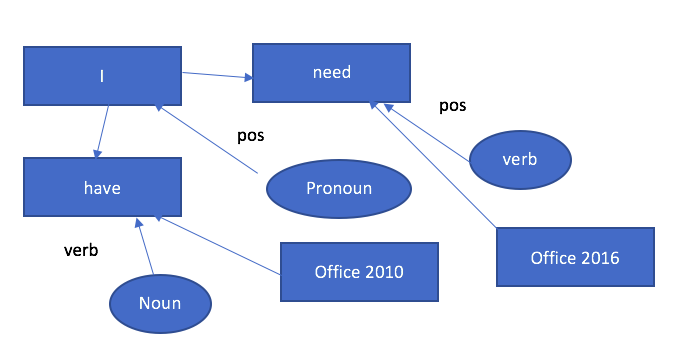 I
need
pos
pos
verb
have
Pronoun
verb
Office 2010
Office 2016
Noun